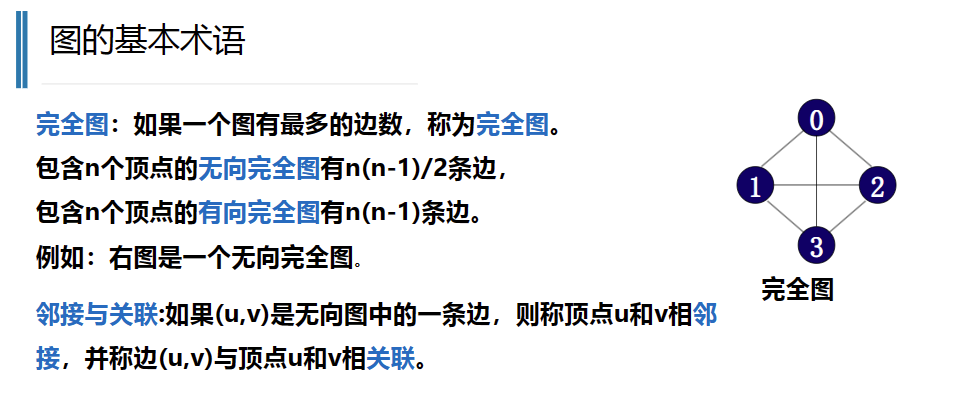 图的基本术语
完全图：如果一个图有最多的边数，称为完全图。
包含n个顶点的无向完全图有n(n-1)/2条边，
包含n个顶点的有向完全图有n(n-1)条边。
例如：右图是一个无向完全图。
邻接与关联:如果(u,v)是无向图中的一条边，则称顶点u和v相邻
接，并称边(u,v)与顶点u和v相关联。
0
1
2
3
完全图